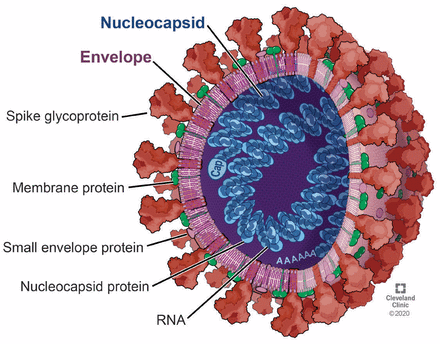 Nucleocapsid
Envelope
Spike glycoprotein
Cap
Membrane protein
Small envelope protein
Nucleocapsid protein
AAAAAA
RNA
Cleveland
Clinic
©2020